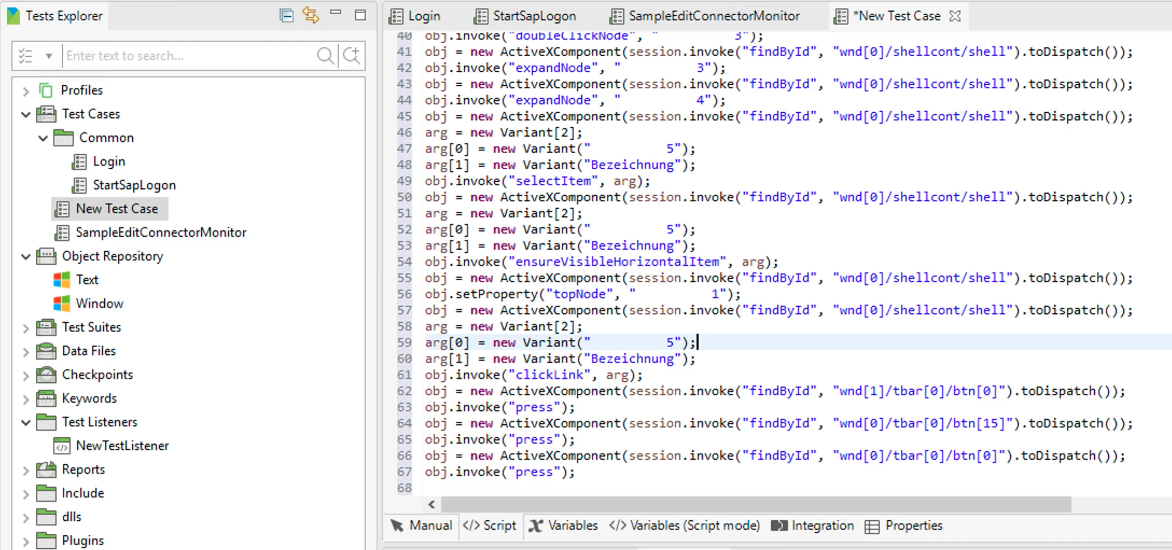 Tests Explorer
Enter text to search...
Profiles
Test Cases
Common
Login
StartSapLogon
New Test Case
SampleEditConnectorMonitor
Object Repository
Text
Window
Test Suites
Data Files
Checkpoints
Keywords
Test Listeners
NewTestListener
Reports
Include
dlls
Plugins
Login
StartSapLogon
SampleEditConnectorMonitor
*New Test Case
40 obj.invoke("doubleClickNode", "          3");
41 obj = new ActiveXComponent(session.invoke("findById", "wnd[0]/shellcont/shell").toDispatch());
42 obj.invoke("expandNode", "          3");
43 obj = new ActiveXComponent(session.invoke("findById", "wnd[0]/shellcont/shell").toDispatch());
44 obj.invoke("expandNode", "          4");
45 obj = new ActiveXComponent(session.invoke("findById", "wnd[0]/shellcont/shell").toDispatch());
46 arg = new Variant[2];
47 arg[0] = new Variant("          5");
48 arg[1] = new Variant("Bezeichnung");
49 obj.invoke("selectItem", arg);
50 obj = new ActiveXComponent(session.invoke("findById", "wnd[0]/shellcont/shell").toDispatch());
51 arg = new Variant[2];
52 arg[0] = new Variant("          5");
53 arg[1] = new Variant("Bezeichnung");
54 obj.invoke("ensureVisibleHorizontalItem", arg);
55 obj = new ActiveXComponent(session.invoke("findById", "wnd[0]/shellcont/shell").toDispatch());
56 obj.setProperty("topNode", "          1");
57 obj = new ActiveXComponent(session.invoke("findById", "wnd[0]/shellcont/shell").toDispatch());
58 arg = new Variant[2];
59 arg[0] = new Variant("          5");
60 arg[1] = new Variant("Bezeichnung");
61 obj.invoke("clickLink", arg);
62 obj = new ActiveXComponent(session.invoke("findById", "wnd[1]/tbar[0]/btn[0]").toDispatch());
63 obj.invoke("press");
64 obj = new ActiveXComponent(session.invoke("findById", "wnd[0]/tbar[0]/btn[15]").toDispatch());
65 obj.invoke("press");
66 obj = new ActiveXComponent(session.invoke("findById", "wnd[0]/tbar[0]/btn[0]").toDispatch());
67 obj.invoke("press");
68
Manual </> Script Variables </> Variables (Script mode) Integration Properties